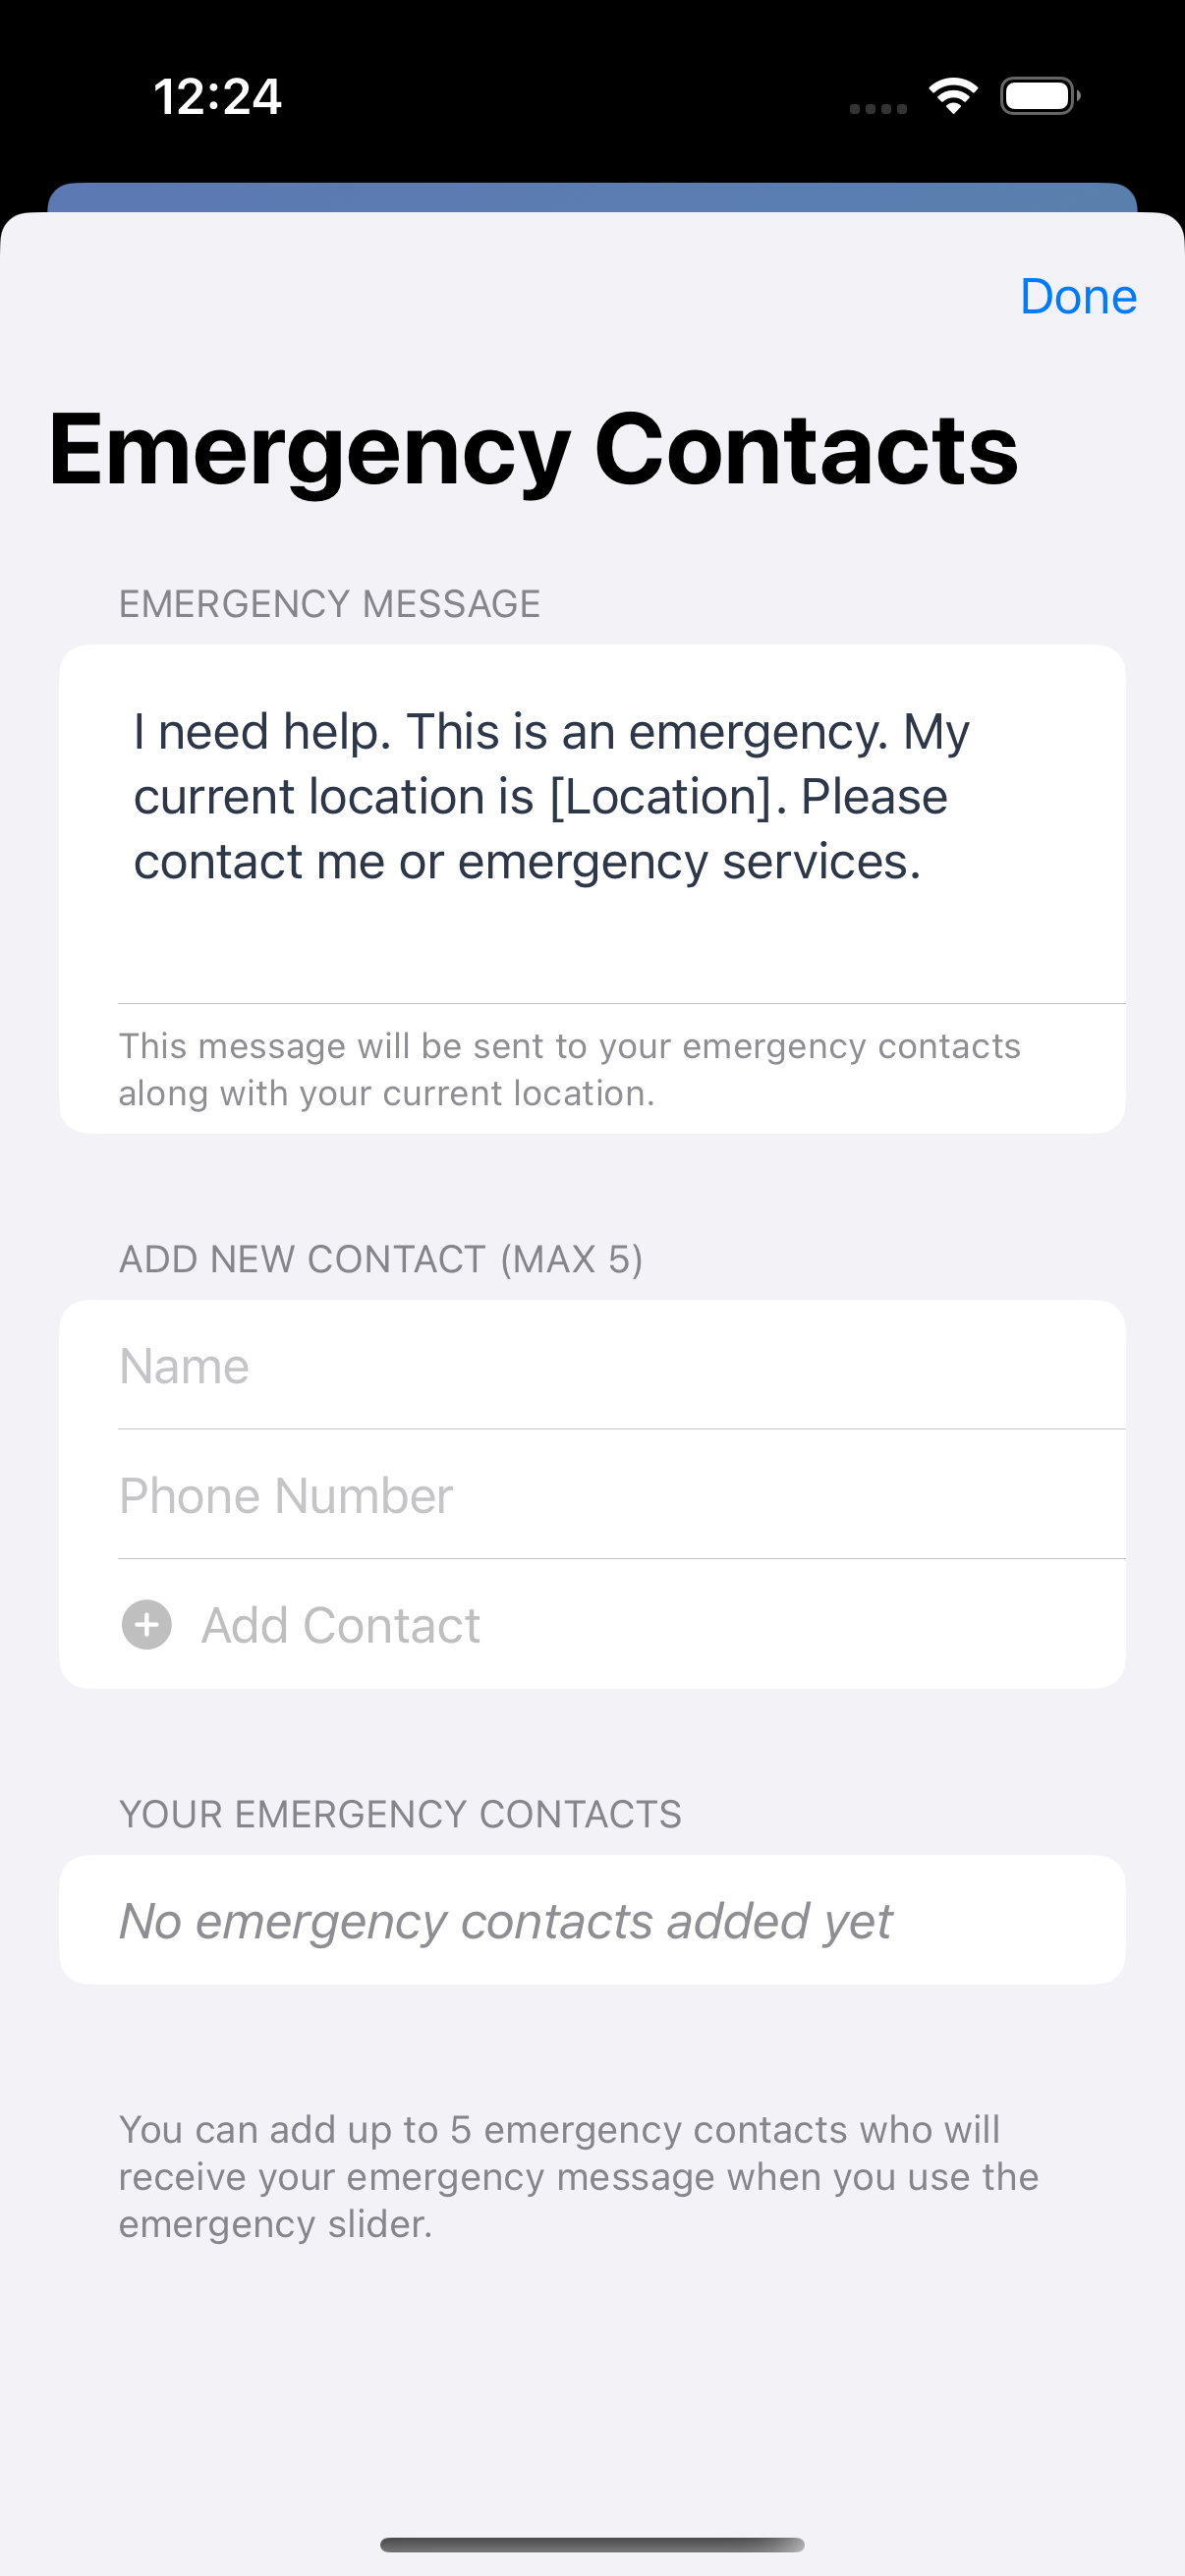 12:24
Done
Emergency Contacts
EMERGENCY MESSAGE
I need help. This is an emergency. My
current location is [Location]. Please
contact me or emergency services.
This message will be sent to your emergency contacts
along with your current location.
ADD NEW CONTACT (MAX 5)
Name
Phone Number
Add Contact
YOUR EMERGENCY CONTACTS
No emergency contacts added yet
You can add up to 5 emergency contacts who will
receive your emergency message when you use the
emergency slider.